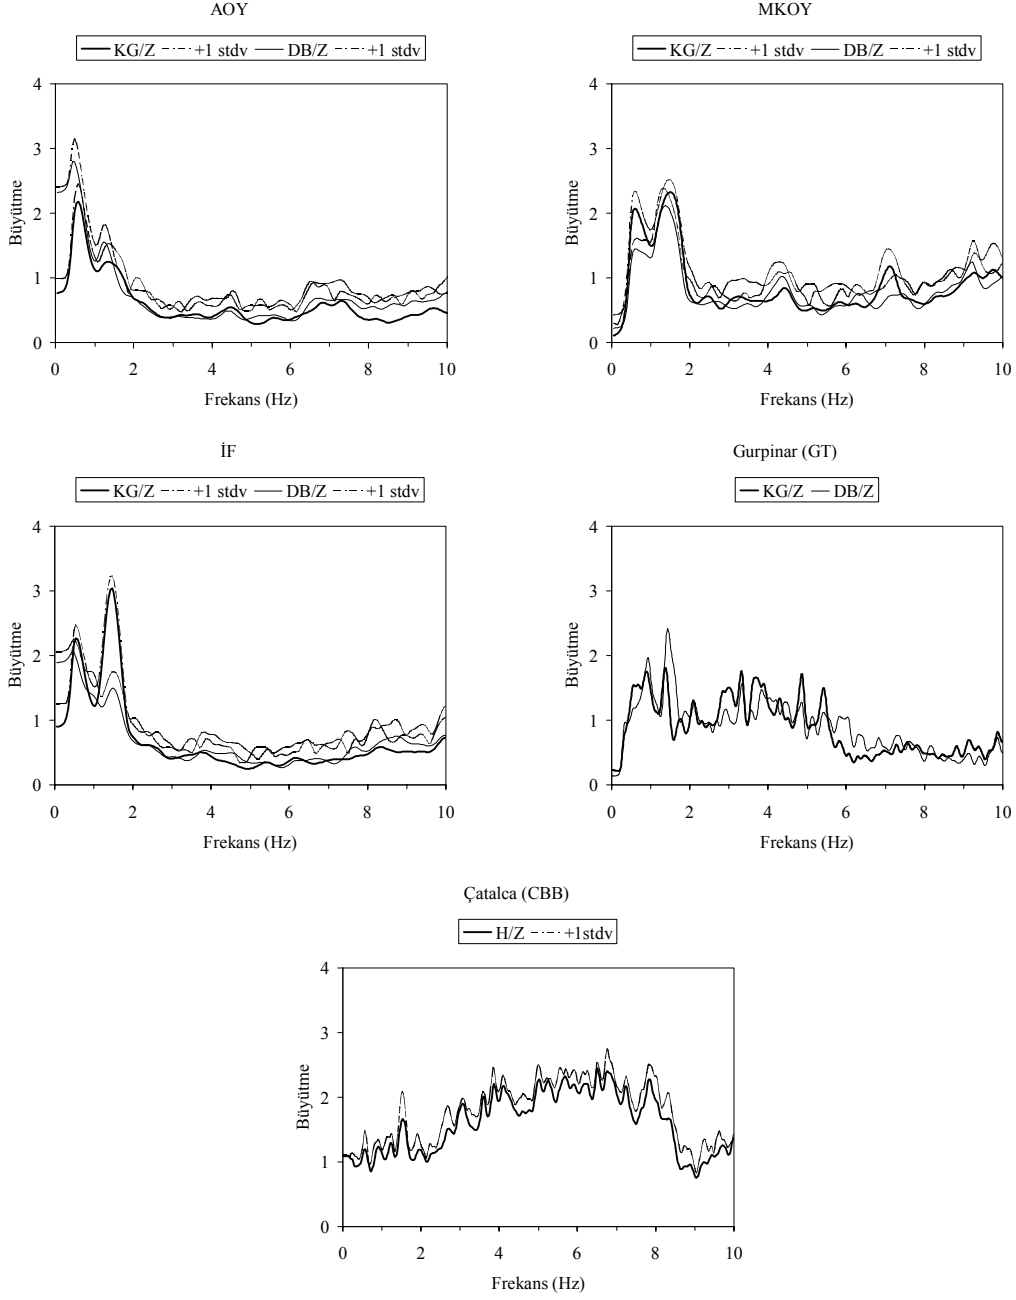 AOY
KG/Z +1 stdv DB/Z +1 stdv
4
3
2
1
0
Büyütme
0 2 4 6 8 10
Frekans (Hz)
MKOY
KG/Z +1 stdv DB/Z +1 stdv
4
3
2
1
0
Büyütme
0 2 4 6 8 10
Frekans (Hz)
İF
KG/Z +1 stdv DB/Z +1 stdv
4
3
2
1
0
Büyütme
0 2 4 6 8 10
Frekans (Hz)
Gurpinar (GT)
KG/Z DB/Z
4
3
2
1
0
Büyütme
0 2 4 6 8 10
Frekans (Hz)
Çatalca (CBB)
H/Z +1stdv
4
3
2
1
0
Büyütme
0 2 4 6 8 10
Frekans (Hz)